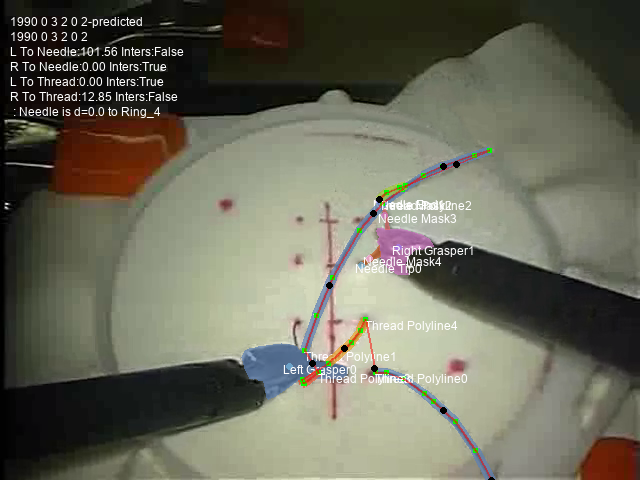 1990 0 3 2 0 2-predicted
1990 0 3 2 0 2
L To Needle:101.56 Inters:False
R To Needle:0.00 Inters:True
L To Thread:0.00 Inters:True
R To Thread:12.85 Inters:False
: Needle is d=0.0 to Ring_4
Needle Mask3
Right Grasper1
Needle Mask4
Needle Tip0
Thread Polyline4
Thread Polyline1
Left Grasper0
Thread Polyline
Polyline0